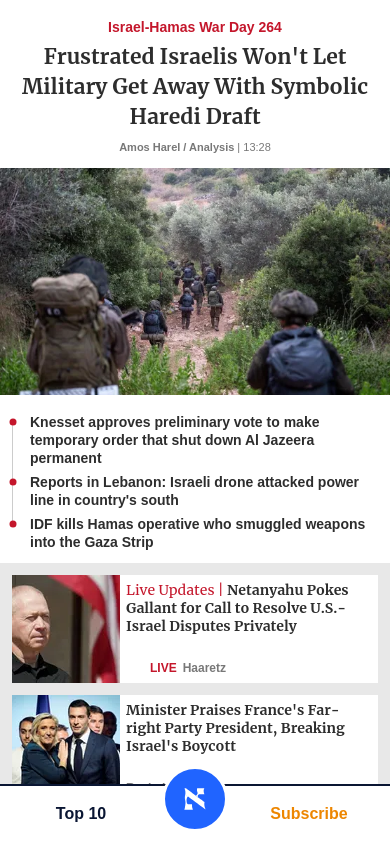 Israel-Hamas War Day 264
Frustrated Israelis Won't Let
Military Get Away With Symbolic
Haredi Draft
Amos Harel / Analysis | 13:28
Knesset approves preliminary vote to make
temporary order that shut down Al Jazeera
permanent
Reports in Lebanon: Israeli drone attacked power
line in country's south
IDF kills Hamas operative who smuggled weapons
into the Gaza Strip
Live Updates | Netanyahu Pokes
Gallant for Call to Resolve U.S.-
Israel Disputes Privately
LIVE Haaretz
Minister Praises France's Far-
right Party President, Breaking
Israel's Boycott
Top 10
א
Subscribe